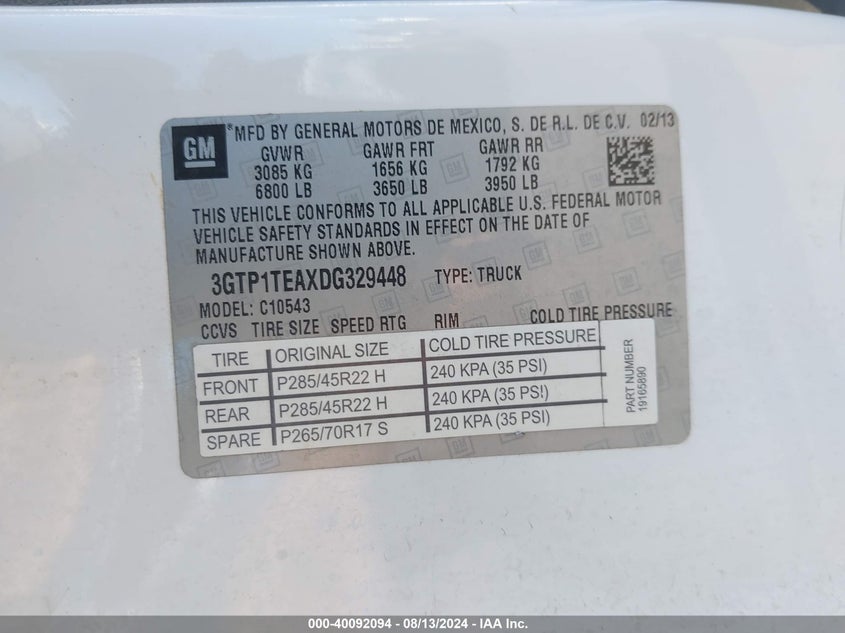 GM
*MFD BY GENERAL MOTORS DE MEXICO, S. DE R.L. DE C.V. 02/13
GVWR GAWR FRT GAWR RR
3085 KG 1656 KG 1792 KG
6800 LB 3650 LB 3950 LB
THIS VEHICLE CONFORMS TO ALL APPLICABLE U.S. FEDERAL MOTOR
VEHICLE SAFETY STANDARDS IN EFFECT ON THE DATE OF
MANUFACTURE SHOWN ABOVE.
3GTP1TEAXDG329448 TYPE: TRUCK
MODEL: C10543
CCVS TIRE SIZE SPEED RTG RIM COLD TIRE PRESSURE
TIRE ORIGINAL SIZE COLD TIRE PRESSURE
FRONT P285/45R22 H 240 KPA (35 PSI)
REAR P285/45R22 H 240 KPA (35 PSI)
SPARE P265/70R17 S 240 KPA (35 PSI)
PART NUMBER
19165890
000-40092094 - 08/13/2024 - IAA Inc.